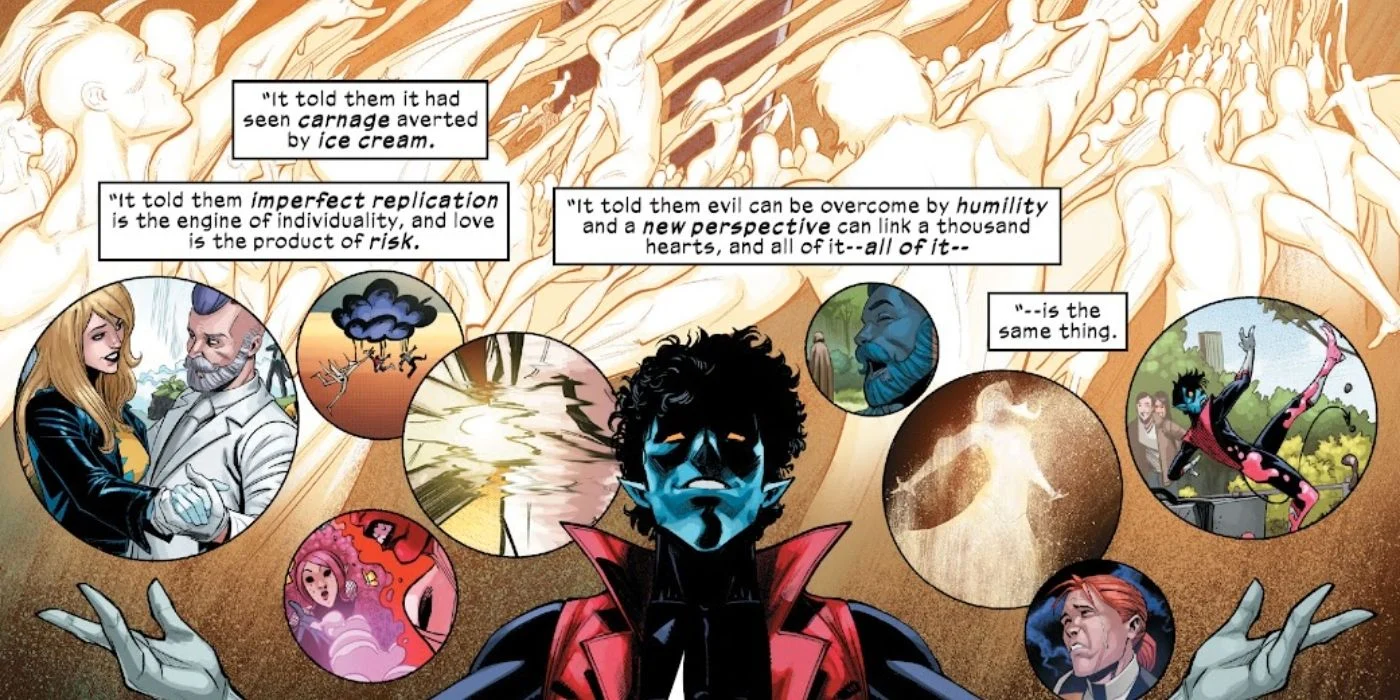 "It told them it had
seen carnage averted
by ice cream.
"It told them imperfect replication
is the engine of individuality, and love
is the product of risk.
"It told them evil can be overcome by humility
and a new perspective can link a thousand
hearts, and all of it--all of it--
"--is the
same thing.